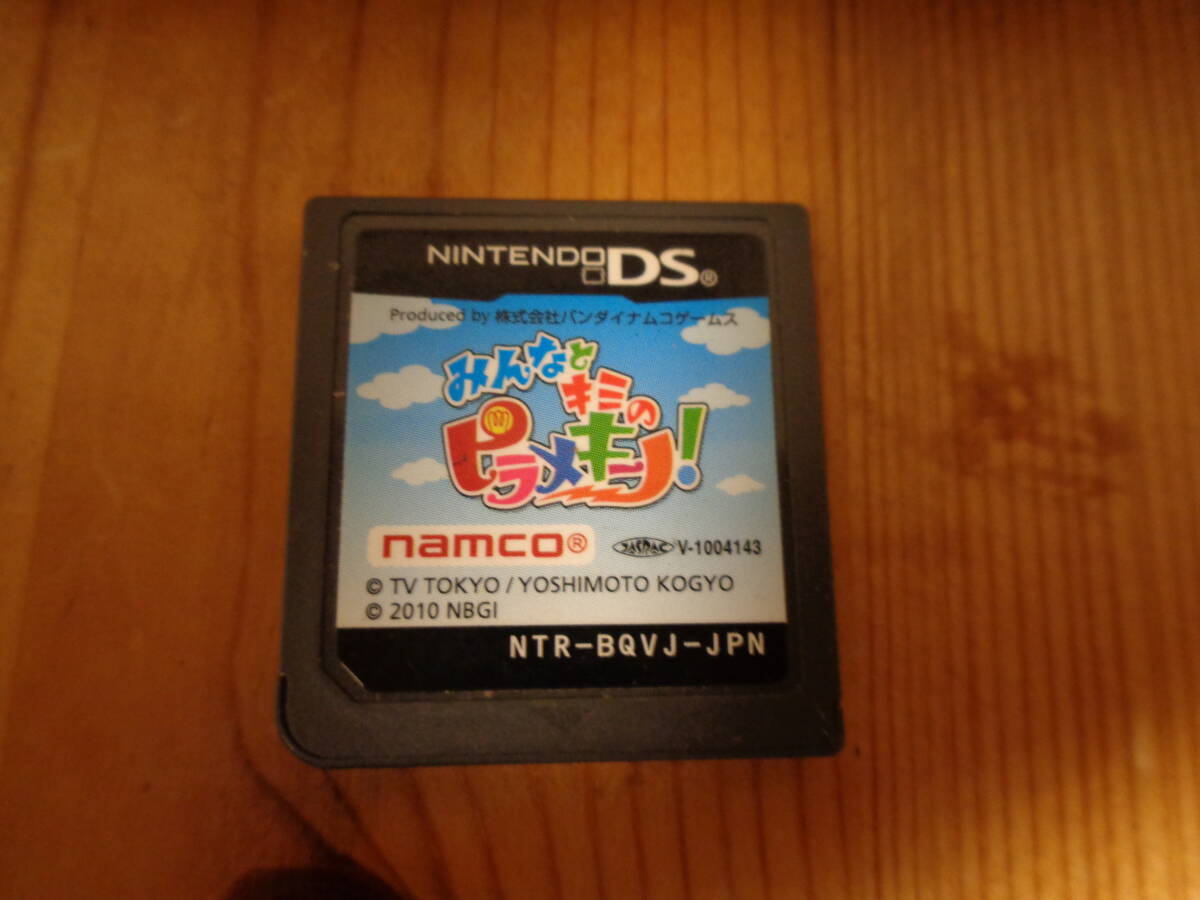 NINTENDO DS®
Produced by 株式会社バンダイナムコゲームス
みんなと
キミの
ピラメキーノ!
namco®
JASRAC V-1004143
© TV TOKYO / YOSHIMOTO KOGYO
© 2010 NBGI
NTR-BQVJ-JPN